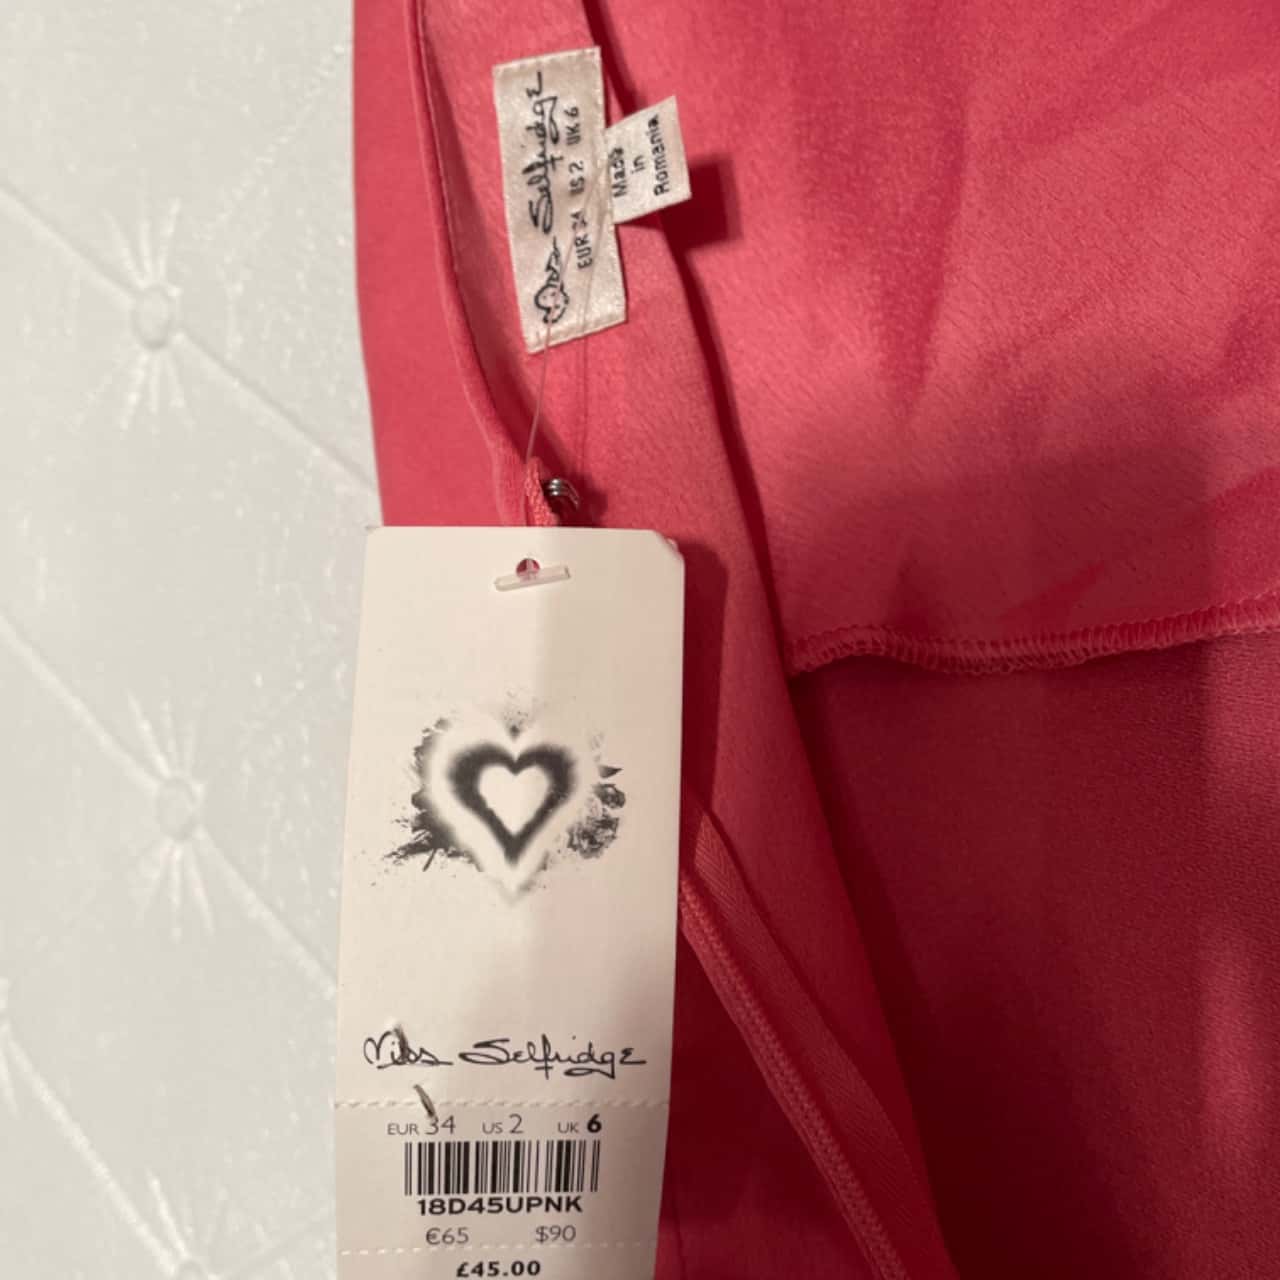 Miss Selfridge
EUR 34 US 2 UK 6
Made
in
Romania
Miss Selfridge
EUR 34 US 2 UK 6
18D45UPNK
€65 $90
£45.00